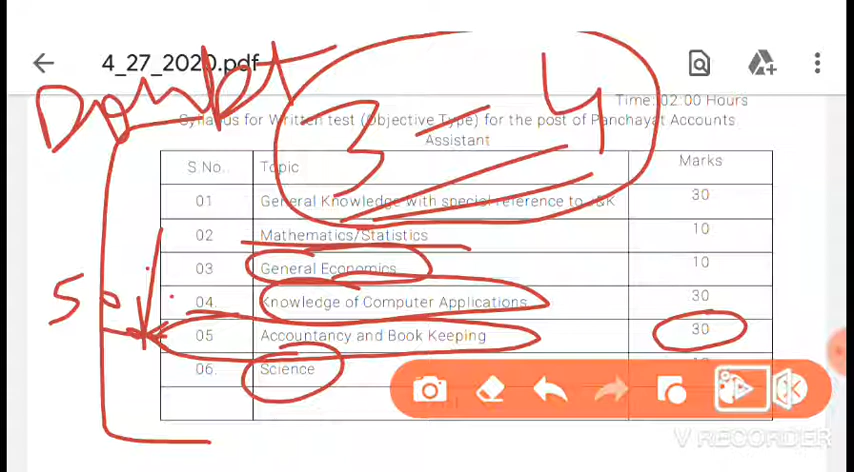 4_27_2020.pdf
Time: 02:00 Hours
Syllabus for Written test (Objective Type) for the post of Panchayat Accounts
Assistant
S.No. Topic Marks
01 General Knowledge with special reference to J&K 30
02 Mathematics/Statistics 10
03 General Economics 10
04. Knowledge of Computer Applications 30
05 Accountancy and Book Keeping 30
06. Science
3 - 4
V RECORDER